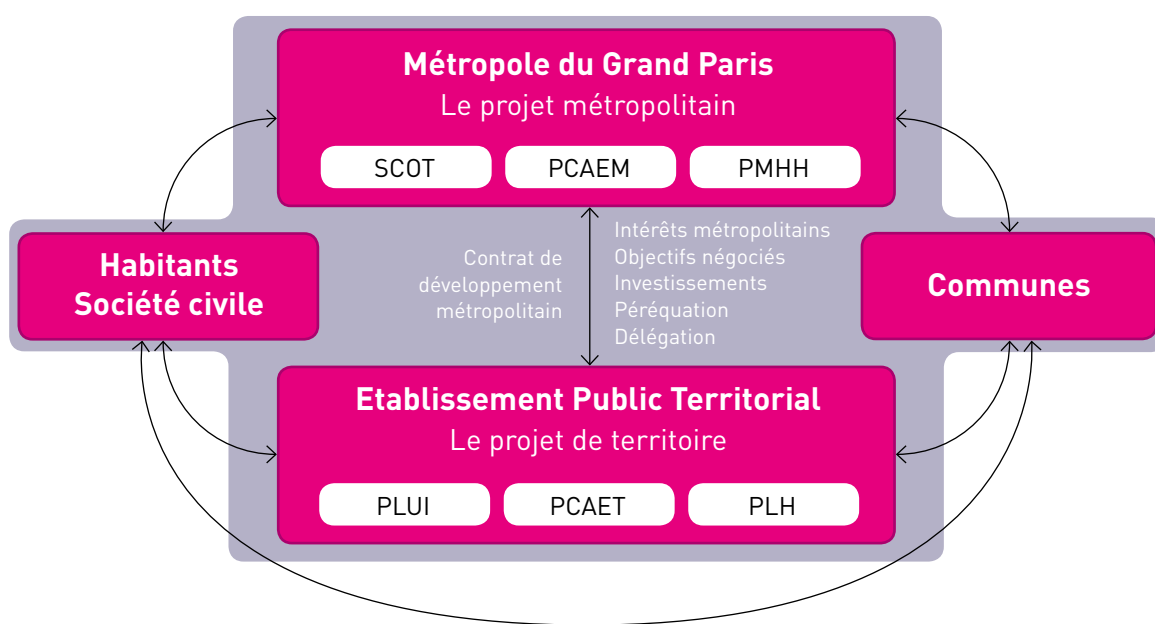 Métropole du Grand Paris
Le projet métropolitain
SCOT
PCAEM
PMHH
Habitants
Société civile
Contrat de
développement
métropolitain
Intérêts métropolitains
Objectifs négociés
Investissements
Péréquation
Délégation
Communes
Etablissement Public Territorial
Le projet de territoire
PLUI
PCAET
PLH